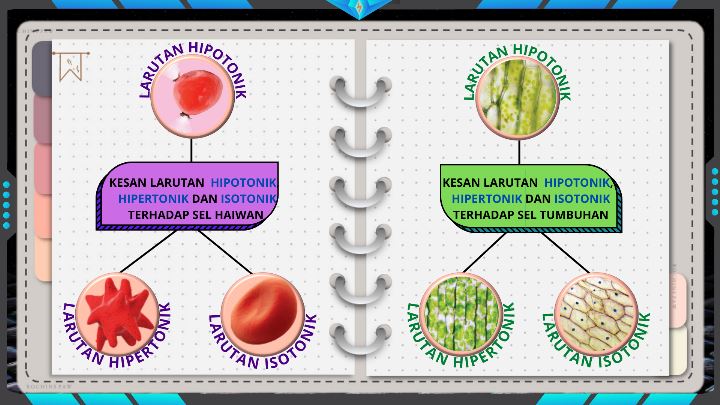 LARUTAN HIPOTONIK
KESAN LARUTAN HIPOTONIK
HIPERTONIK DAN ISOTONIK
TERHADAP SEL HAIWAN
LARUTAN HIPERTONIK
LARUTAN ISOTONIK
LARUTAN HIPOTONIK
KESAN LARUTAN HIPOTONIK,
HIPERTONIK DAN ISOTONIK
TERHADAP SEL TUMBUHAN
LARUTAN HIPERTONIK
LARUTAN ISOTONIK